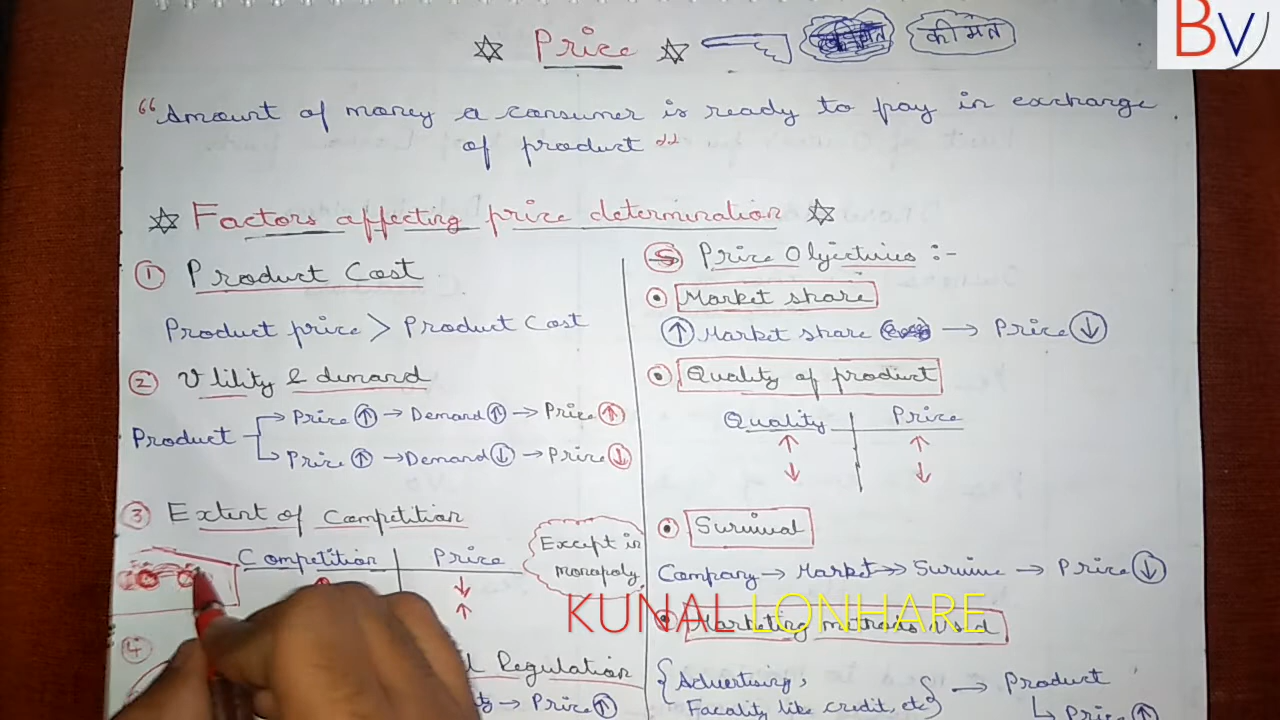 Price कीमत
BV
“Amount of money a consumer is ready to pay in exchange
of product”
Factors affecting price determination
① Product Cost
Product price > Product Cost
② Utility & demand
Product → Price ↑ → Demand ↑ → Price ↑
→ Price ↑ → Demand ↓ → Price ↓
③ Extent of Competition
Competition Price
↓
↑
Except in
monopoly
④
Regulation
→ Price ↑
⑤ Price Objectives :-
• Market share
↑ Market share → Price ↓
• Quality of product
Quality Price
↑ ↑
↓ ↓
• Survival
Company → Market → Survive → Price ↓
KUNAL LONHARE
• Marketing methods Used
{Advertising,
Facality like credit, etc} → Product
↳ Price ↑